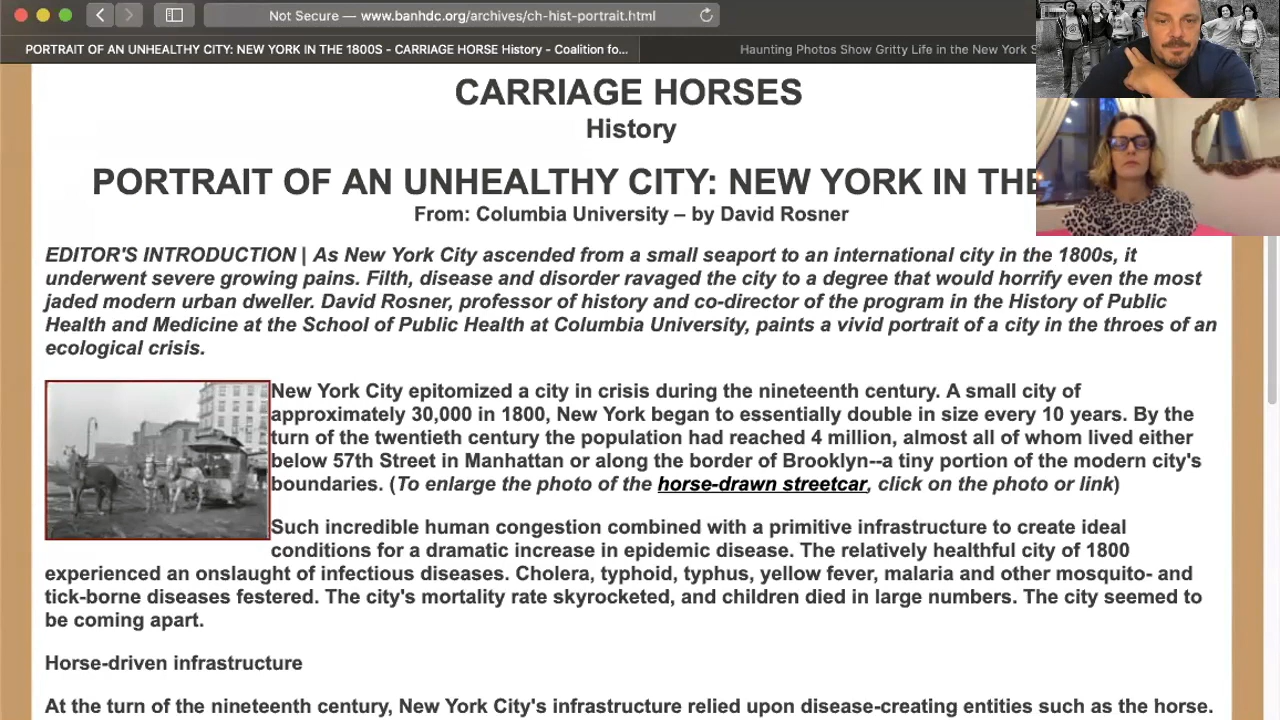 Not Secure — www.banhdc.org/archives/ch-hist-portrait.html
PORTRAIT OF AN UNHEALTHY CITY: NEW YORK IN THE 1800S - CARRIAGE HORSE History - Coalition fo...
Haunting Photos Show Gritty Life in the New York S
CARRIAGE HORSES
History
PORTRAIT OF AN UNHEALTHY CITY: NEW YORK IN THE
From: Columbia University – by David Rosner
EDITOR'S INTRODUCTION | As New York City ascended from a small seaport to an international city in the 1800s, it
underwent severe growing pains. Filth, disease and disorder ravaged the city to a degree that would horrify even the most
jaded modern urban dweller. David Rosner, professor of history and co-director of the program in the History of Public
Health and Medicine at the School of Public Health at Columbia University, paints a vivid portrait of a city in the throes of an
ecological crisis.
New York City epitomized a city in crisis during the nineteenth century. A small city of
approximately 30,000 in 1800, New York began to essentially double in size every 10 years. By the
turn of the twentieth century the population had reached 4 million, almost all of whom lived either
below 57th Street in Manhattan or along the border of Brooklyn--a tiny portion of the modern city's
boundaries. (To enlarge the photo of the horse-drawn streetcar, click on the photo or link)
Such incredible human congestion combined with a primitive infrastructure to create ideal
conditions for a dramatic increase in epidemic disease. The relatively healthful city of 1800
experienced an onslaught of infectious diseases. Cholera, typhoid, typhus, yellow fever, malaria and other mosquito- and
tick-borne diseases festered. The city's mortality rate skyrocketed, and children died in large numbers. The city seemed to
be coming apart.
Horse-driven infrastructure
At the turn of the nineteenth century, New York City's infrastructure relied upon disease-creating entities such as the horse.